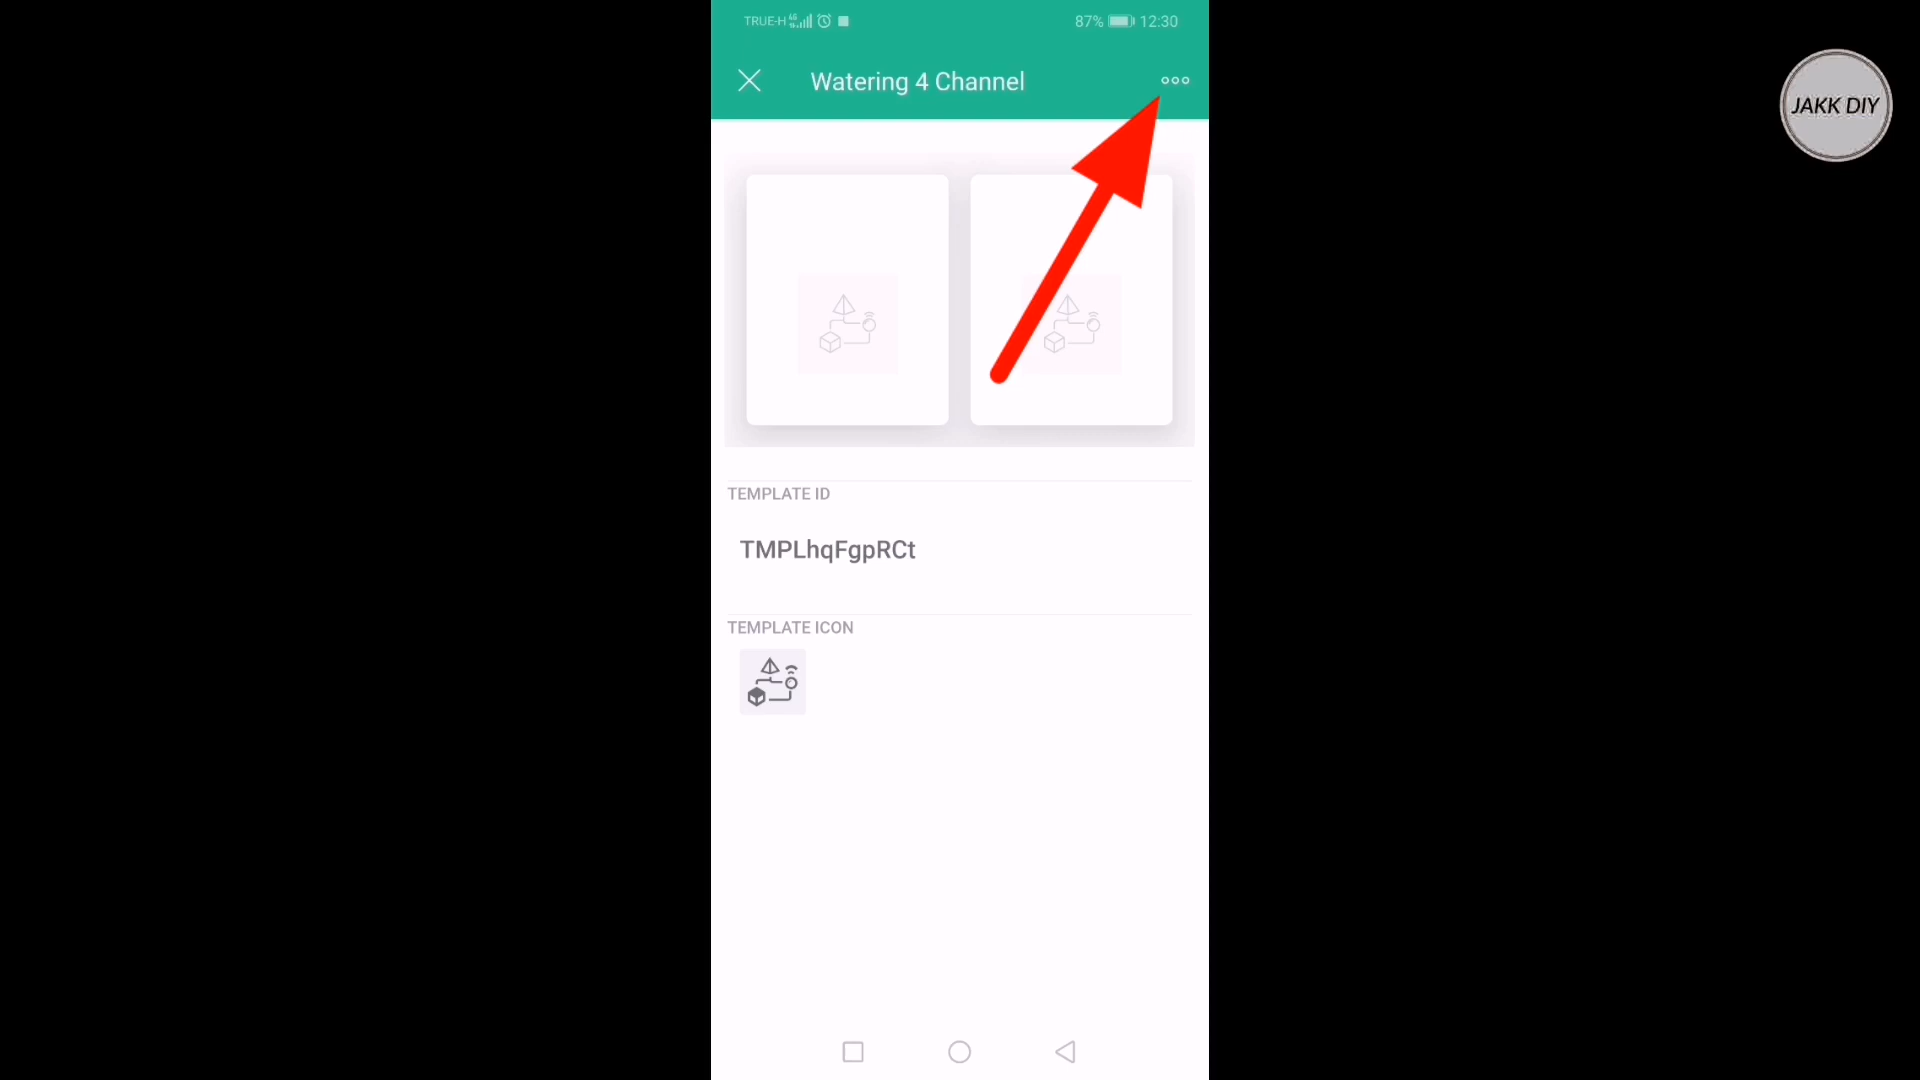 TRUE-H 87% 12:30
Watering 4 Channel
JAKK DIY
TEMPLATE ID
TMPLhqFgpRCt
TEMPLATE ICON